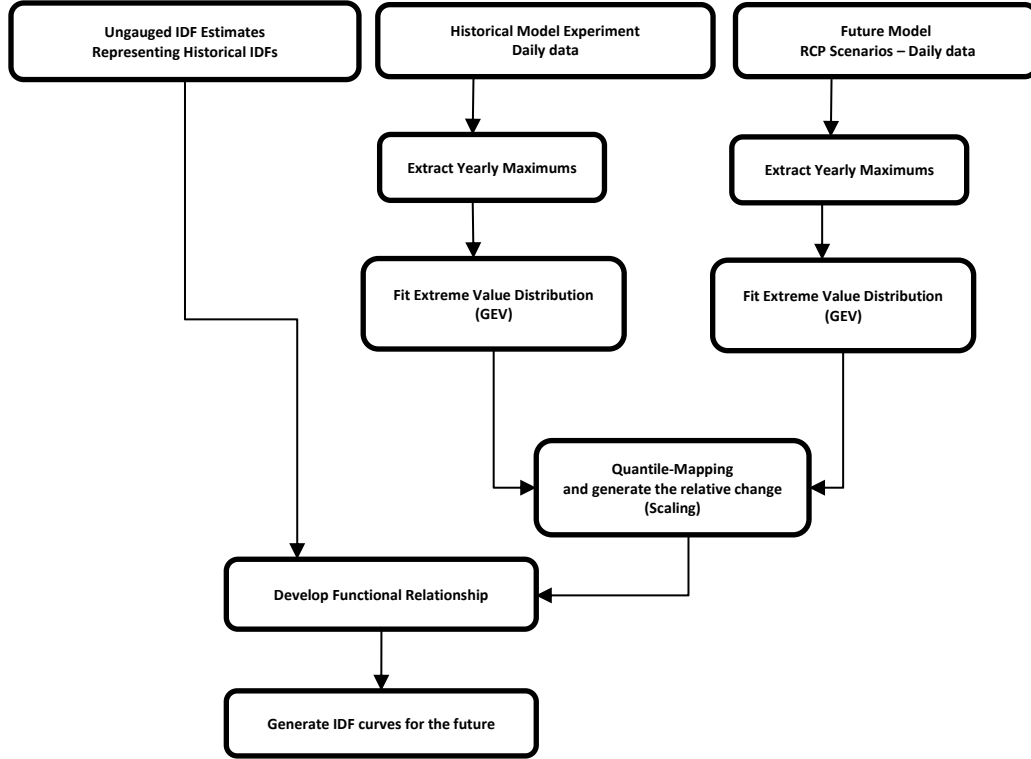 Ungauged IDF Estimates
Representing Historical IDFs
Historical Model Experiment
Daily data
Future Model
RCP Scenarios – Daily data
Extract Yearly Maximums
Extract Yearly Maximums
Fit Extreme Value Distribution
(GEV)
Fit Extreme Value Distribution
(GEV)
Quantile-Mapping
and generate the relative change
(Scaling)
Develop Functional Relationship
Generate IDF curves for the future